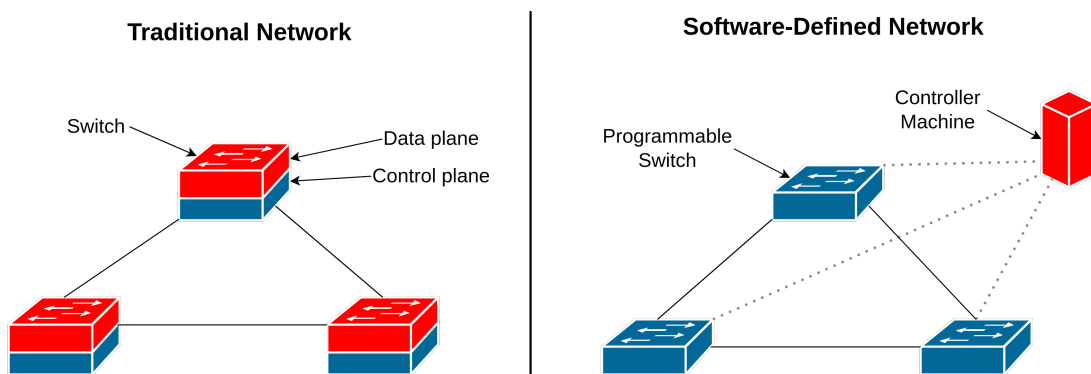 Traditional Network
Software-Defined Network
Switch
Data plane
Control plane
Programmable
Switch
Controller
Machine